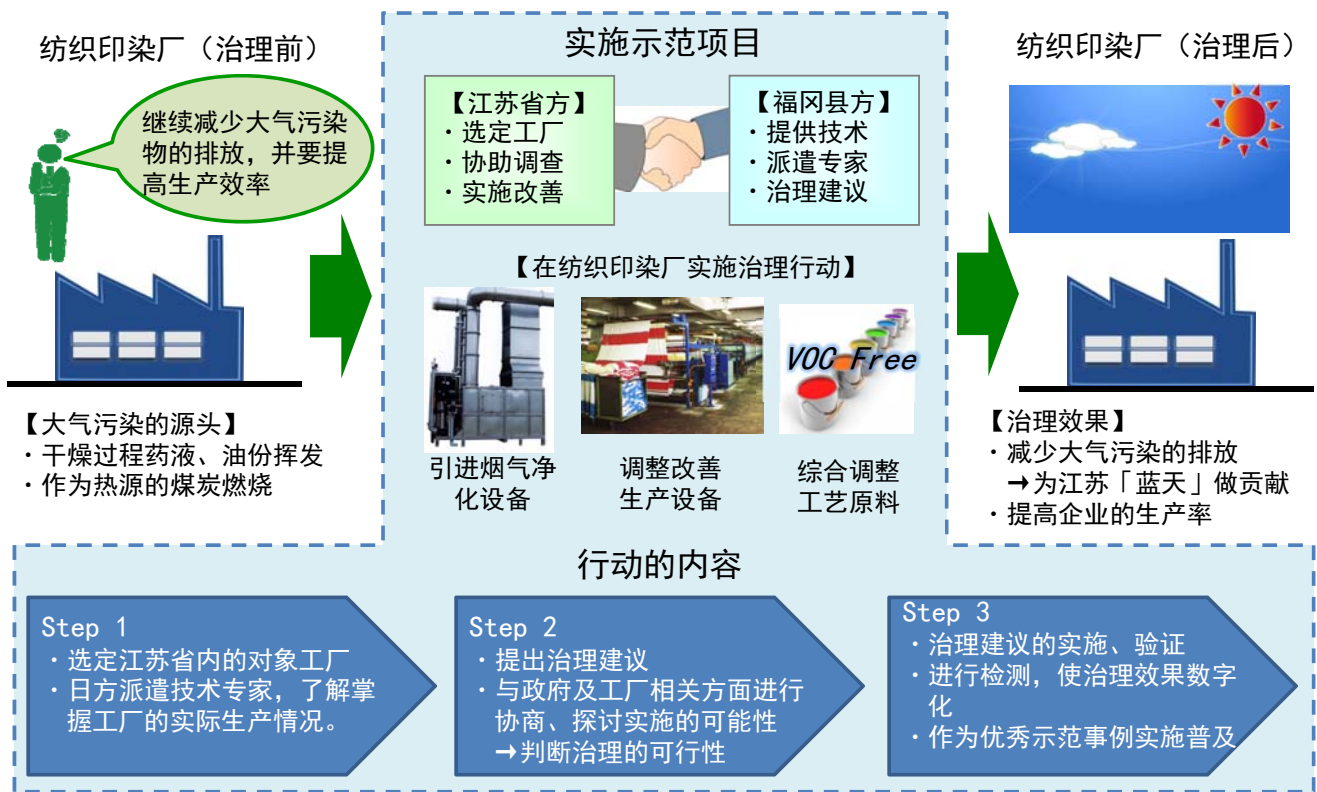 纺织印染厂（治理前）
继续减少大气污染
物的排放，并要提
高生产效率
【大气污染的源头】
・干燥过程药液、油份挥发
・作为热源的煤炭燃烧
实施示范项目
【江苏省方】
・选定工厂
・协助调查
・实施改善
【福冈县方】
・提供技术
・派遣专家
・治理建议
【在纺织印染厂实施治理行动】
VOC Free
引进烟气净
化设备
调整改善
生产设备
综合调整
工艺原料
纺织印染厂（治理后）
【治理效果】
・减少大气污染的排放
→为江苏「蓝天」做贡献
・提高企业的生产率
行动的内容
Step 1
・选定江苏省内的对象工厂
・日方派遣技术专家，了解掌
握工厂的实际生产情况。
Step 2
・提出治理建议
・与政府及工厂相关方面进行
协商、探讨实施的可能性
→判断治理的可行性
Step 3
・治理建议的实施、验证
・进行检测，使治理效果数字
化
・作为优秀示范事例实施普及